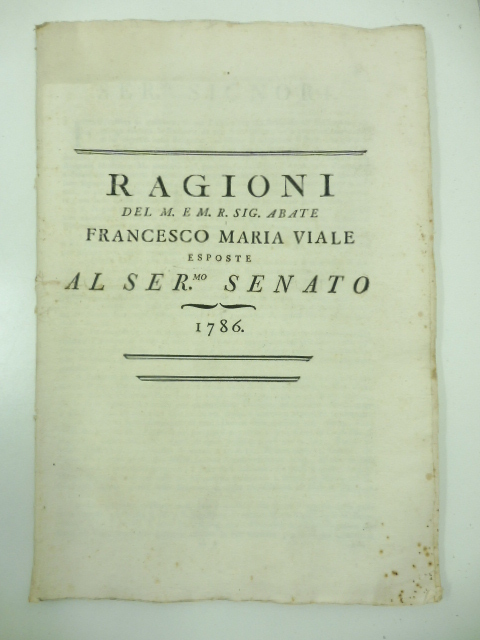 RAGIONI
DEL M. E M. R. SIG. ABATE
FRANCESCO MARIA VIALE
ESPOSTE
AL SER.MO SENATO
1786.